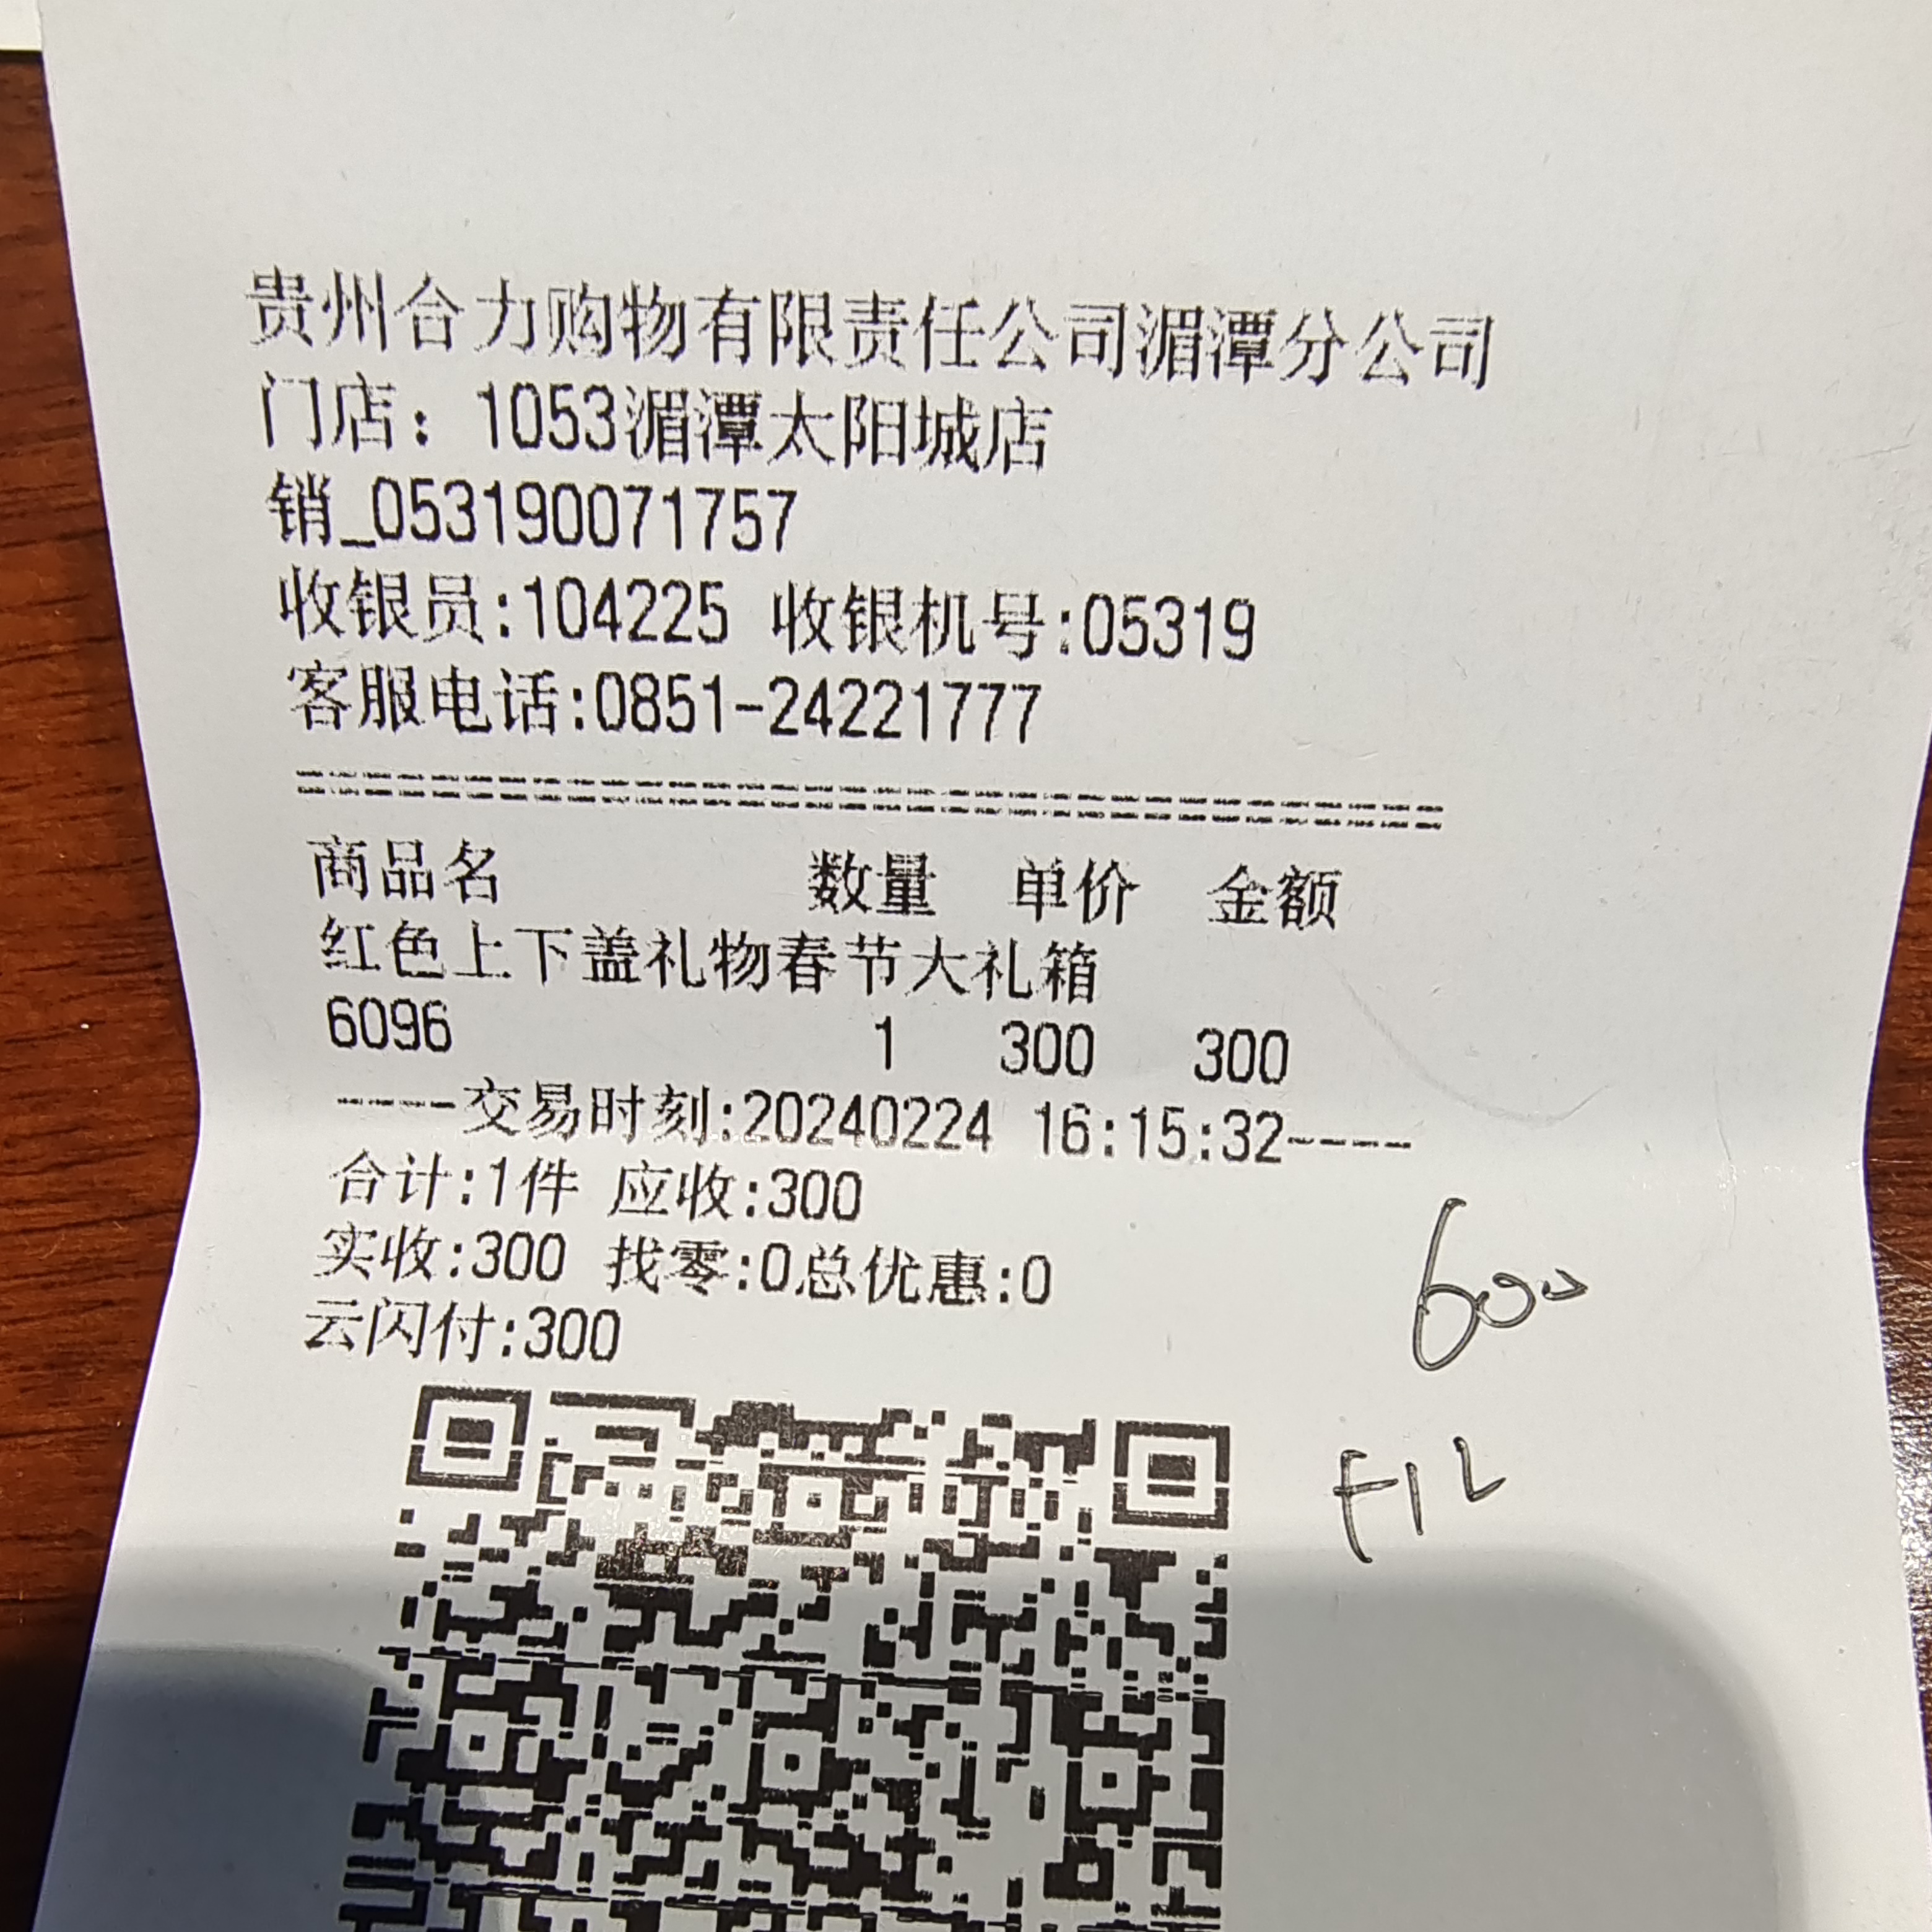 贵州合力购物有限责任公司湄潭分公司
门店：1053湄潭太阳城店
销_053190071757
收银员:104225 收银机号:05319
客服电话:0851-24221777
商品名 数量 单价 金额
红色上下盖礼物春节大礼箱
6096 1 300 300
----交易时刻:20240224 16:15:32----
合计:1件 应收:300
实收:300 找零:0总优惠:0
云闪付:300
600